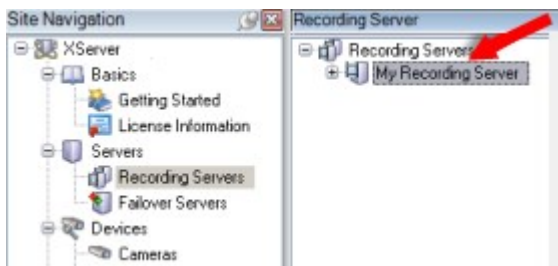 Site Navigation
XServer
Basics
Getting Started
License Information
Servers
Recording Servers
Failover Servers
Devices
Cameras
Recording Server
Recording Servers
My Recording Server